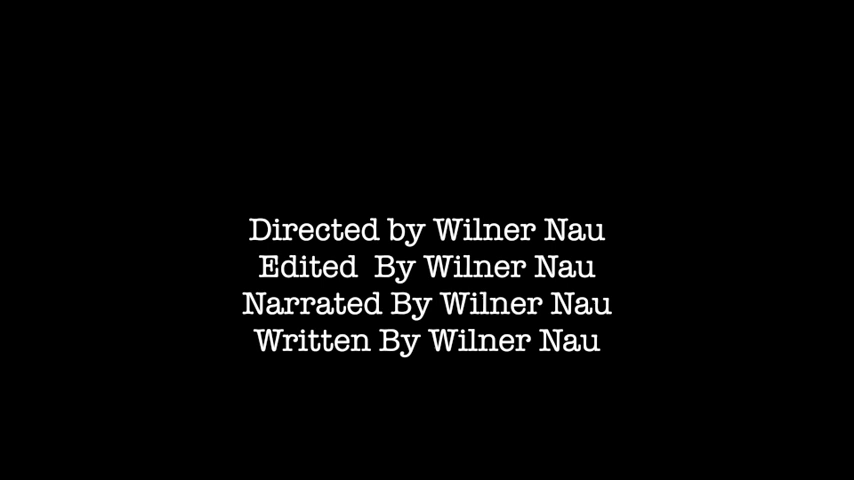 Directed by Wilner Nau
Edited  By Wilner Nau
Narrated By Wilner Nau
Written By Wilner Nau